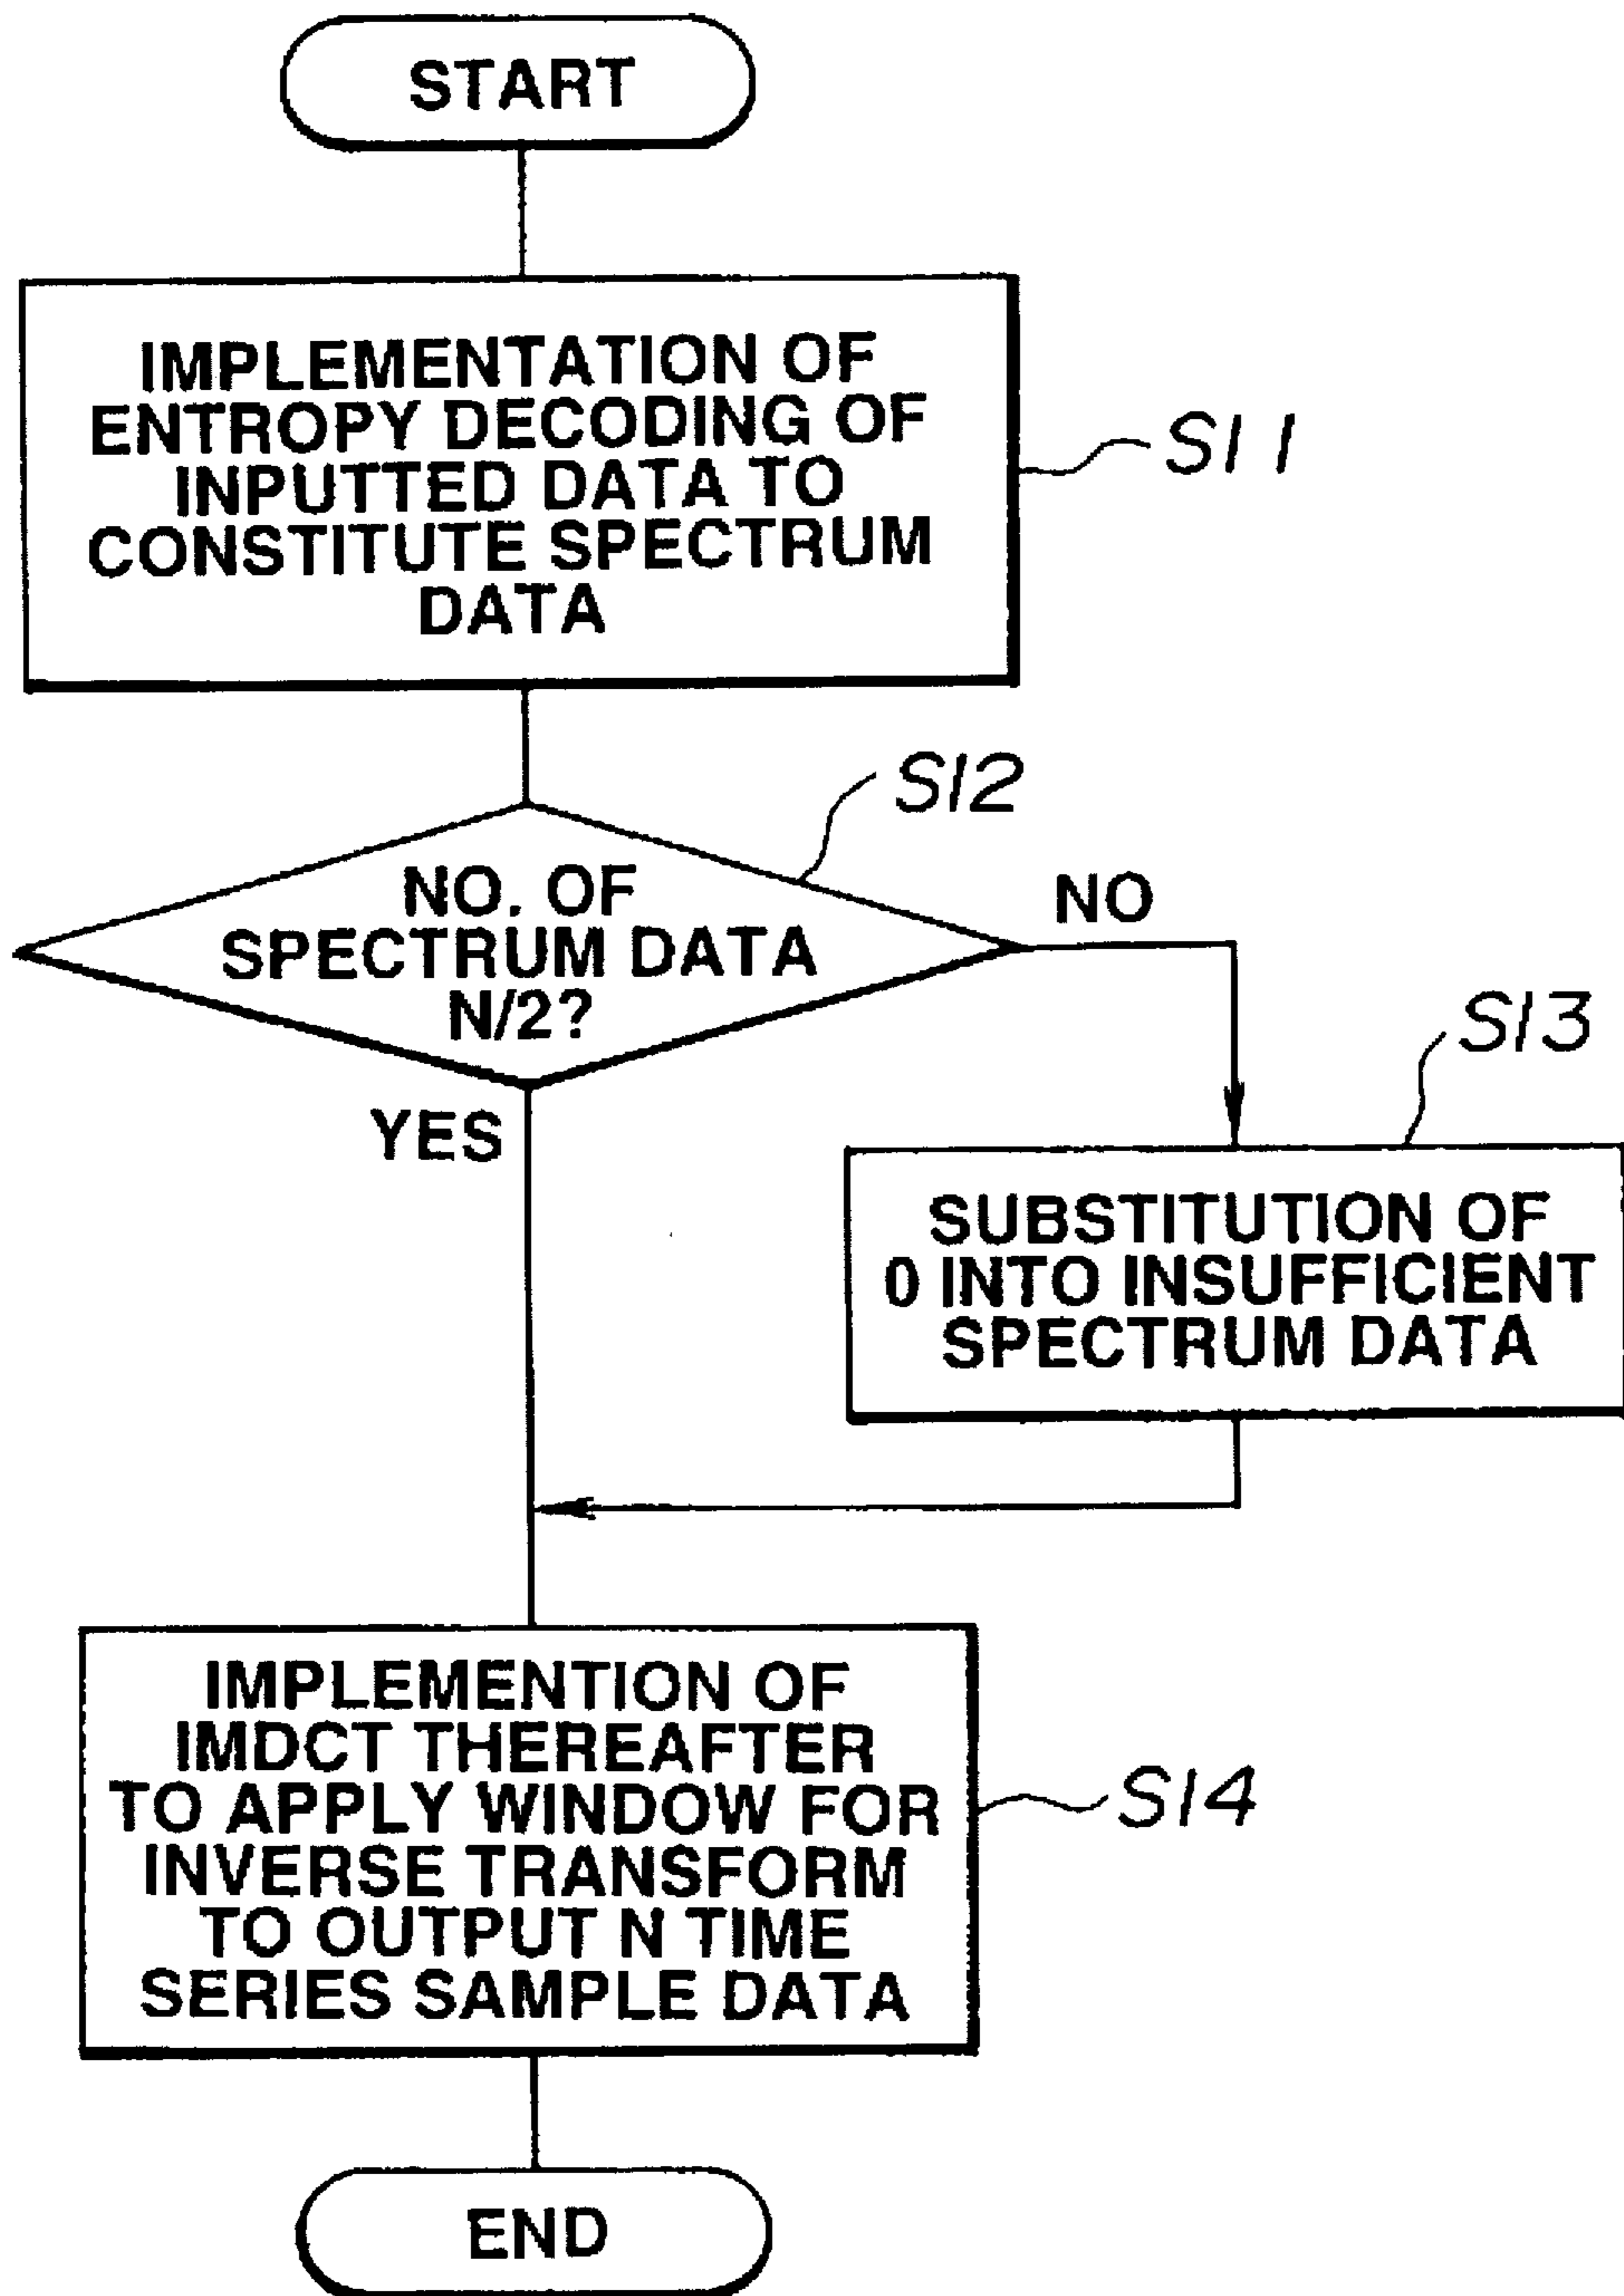 START
IMPLEMENTATION OF
ENTROPY DECODING OF
INPUTTED DATA TO
CONSTITUTE SPECTRUM
DATA
S11
S12
NO. OF
SPECTRUM DATA
N/2?
NO
YES
S13
SUBSTITUTION OF
0 INTO INSUFFICIENT
SPECTRUM DATA
IMPLEMENTION OF
IMDCT THEREAFTER
TO APPLY WINDOW FOR
INVERSE TRANSFORM
TO OUTPUT N TIME
SERIES SAMPLE DATA
S14
END